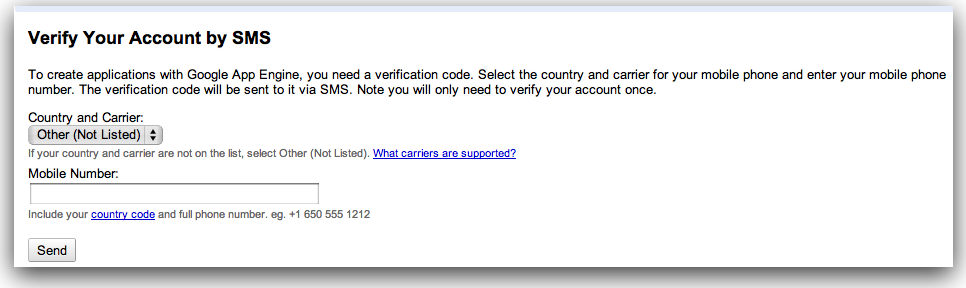 Verify Your Account by SMS
To create applications with Google App Engine, you need a verification code. Select the country and carrier for your mobile phone and enter your mobile phone
number. The verification code will be sent to it via SMS. Note you will only need to verify your account once.
Country and Carrier:
Other (Not Listed)
If your country and carrier are not on the list, select Other (Not Listed). What carriers are supported?
Mobile Number:
Include your country code and full phone number. eg. +1 650 555 1212
Send